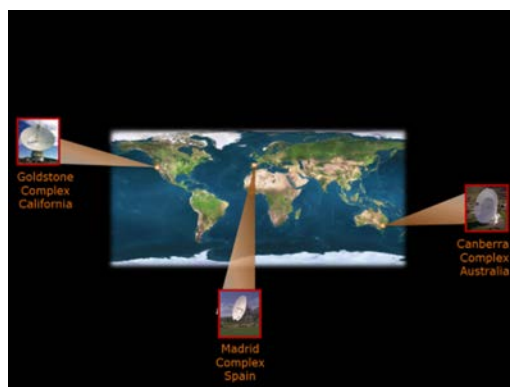 Goldstone
Complex
California
Canberra
Complex
Australia
Madrid
Complex
Spain